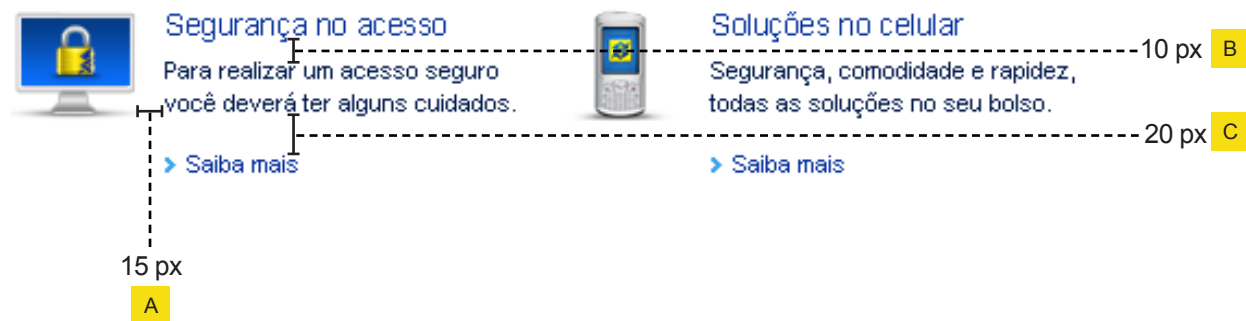 Segurança no acesso
Para realizar um acesso seguro
você deverá ter alguns cuidados.
Saiba mais
Soluções no celular
Segurança, comodidade e rapidez,
todas as soluções no seu bolso.
Saiba mais
10 px B
20 px C
15 px
A